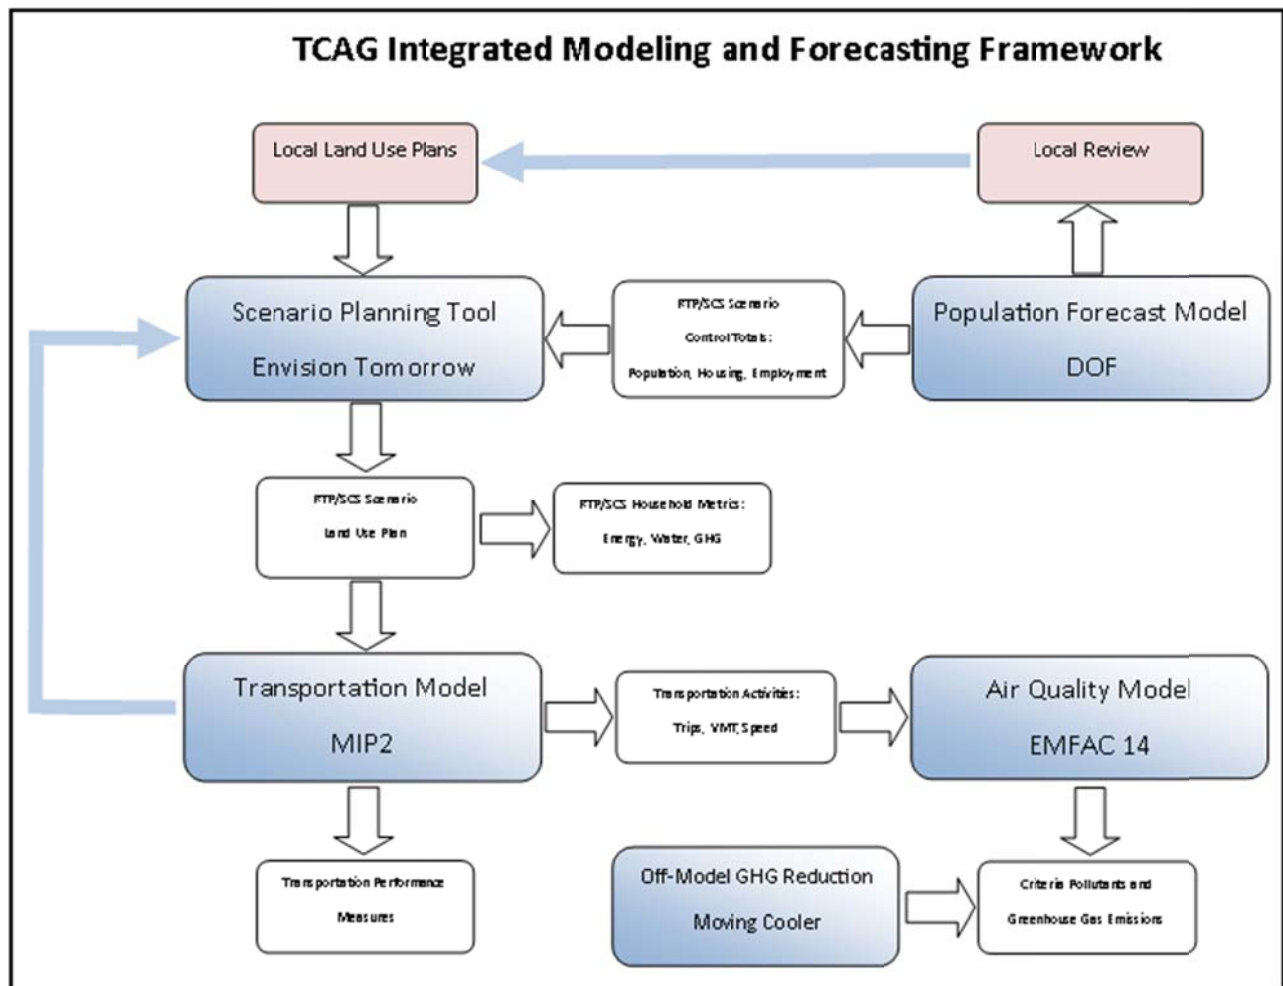 TCAG Integrated Modeling and Forecasting Framework
Local Land Use Plans
Local Review
Scenario Planning Tool
Envision Tomorrow
RTP/SCS Scenario
Control Totals:
Population, Housing, Employment
Population Forecast Model
DOF
RTP/SCS Scenario
Land Use Plan
RTP/SCS Household Metrics:
Energy, Water, GHG
Transportation Model
MIP2
Transportation Activities:
Trips, VMT, Speed
Air Quality Model
EMFAC 14
Transportation Performance
Measures
Off-Model GHG Reduction
Moving Cooler
Criteria Pollutants and
Greenhouse Gas Emissions